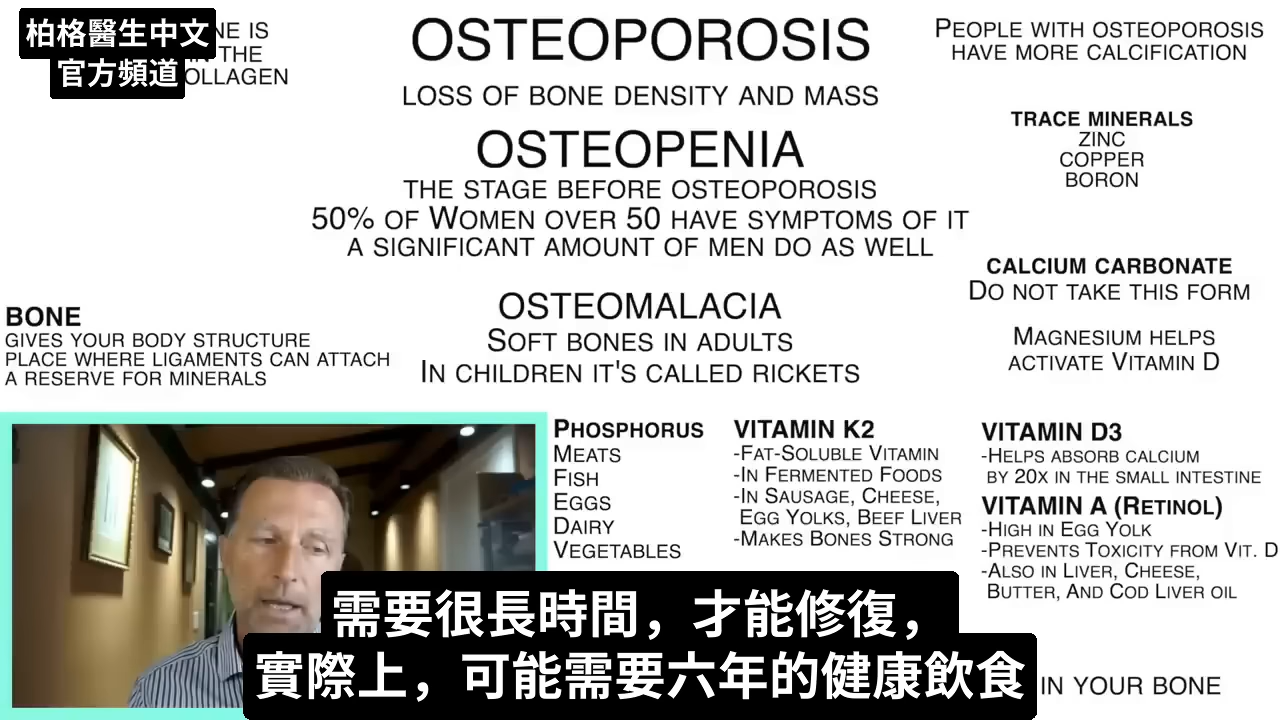 柏格醫生中文
官方頻道
NE IS
THE
OLLAGEN
OSTEOPOROSIS
LOSS OF BONE DENSITY AND MASS
OSTEOPENIA
THE STAGE BEFORE OSTEOPOROSIS
50% OF WOMEN OVER 50 HAVE SYMPTOMS OF IT
A SIGNIFICANT AMOUNT OF MEN DO AS WELL
OSTEOMALACIA
SOFT BONES IN ADULTS
IN CHILDREN IT'S CALLED RICKETS
PEOPLE WITH OSTEOPOROSIS
HAVE MORE CALCIFICATION
TRACE MINERALS
ZINC
COPPER
BORON
CALCIUM CARBONATE
DO NOT TAKE THIS FORM
MAGNESIUM HELPS
ACTIVATE VITAMIN D
BONE
GIVES YOUR BODY STRUCTURE
PLACE WHERE LIGAMENTS CAN ATTACH
A RESERVE FOR MINERALS
PHOSPHORUS
MEATS
FISH
EGGS
DAIRY
VEGETABLES
VITAMIN K2
-FAT-SOLUBLE VITAMIN
-IN FERMENTED FOODS
-IN SAUSAGE, CHEESE,
EGG YOLKS, BEEF LIVER
-MAKES BONES STRONG
VITAMIN D3
-HELPS ABSORB CALCIUM
BY 20X IN THE SMALL INTESTINE
VITAMIN A (RETINOL)
-HIGH IN EGG YOLK
-PREVENTS TOXICITY FROM VIT. D
-ALSO IN LIVER, CHEESE,
BUTTER, AND COD LIVER OIL
IN YOUR BONE
需要很長時間，才能修復，
實際上，可能需要六年的健康飲食